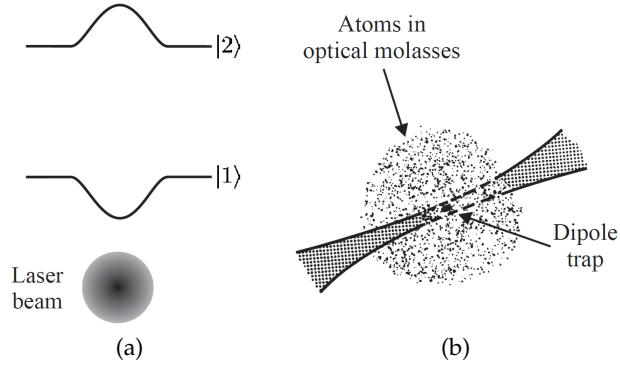 |2⟩
|1⟩
Laser
beam
(a)
Atoms in
optical molasses
Dipole
trap
(b)